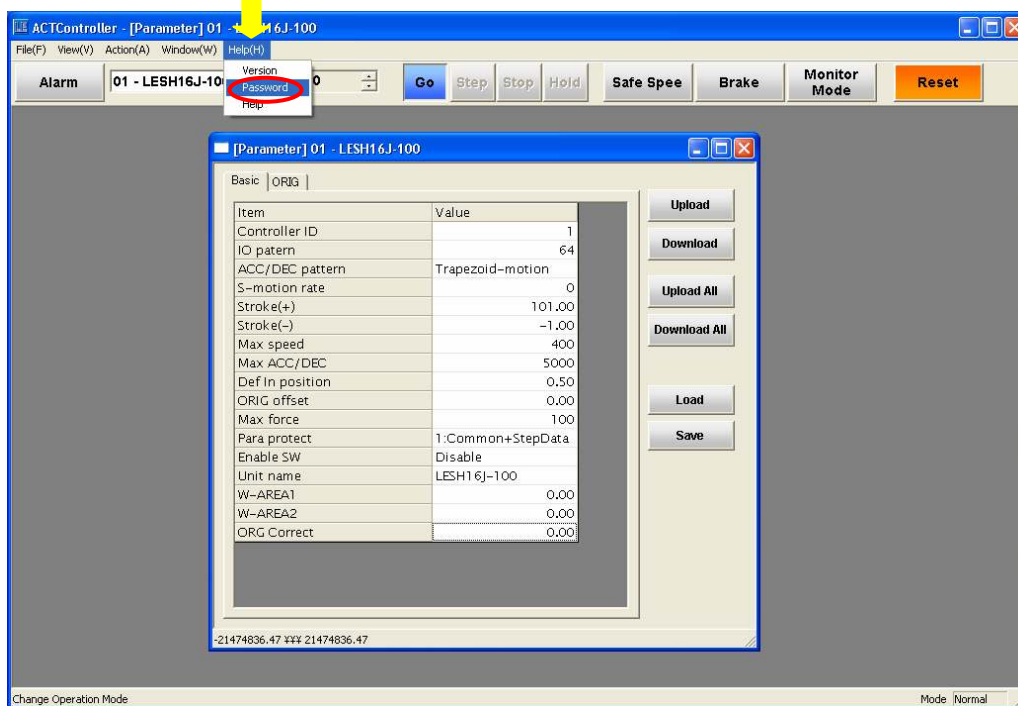 ACTController - [Parameter] 01 - LESH16J-100
File(F) View(V) Action(A) Window(W) Help(H)
Version
Password
Help
Alarm 01 - LESH16J-10 0 Go Step Stop Hold Safe Spee Brake Monitor Mode Reset
[Parameter] 01 - LESH16J-100
Basic ORIG
Item Value
Controller ID 1
IO patern 64
ACC/DEC pattern Trapezoid-motion
S-motion rate 0
Stroke(+) 101.00
Stroke(-) -1.00
Max speed 400
Max ACC/DEC 5000
Def In position 0.50
ORIG offset 0.00
Max force 100
Para protect 1:Common+StepData
Enable SW Disable
Unit name LESH16J-100
W-AREA1 0.00
W-AREA2 0.00
ORG Correct 0.00
Upload
Download
Upload All
Download All
Load
Save
-21474836.47 ¥¥¥ 21474836.47
Change Operation Mode Mode Normal